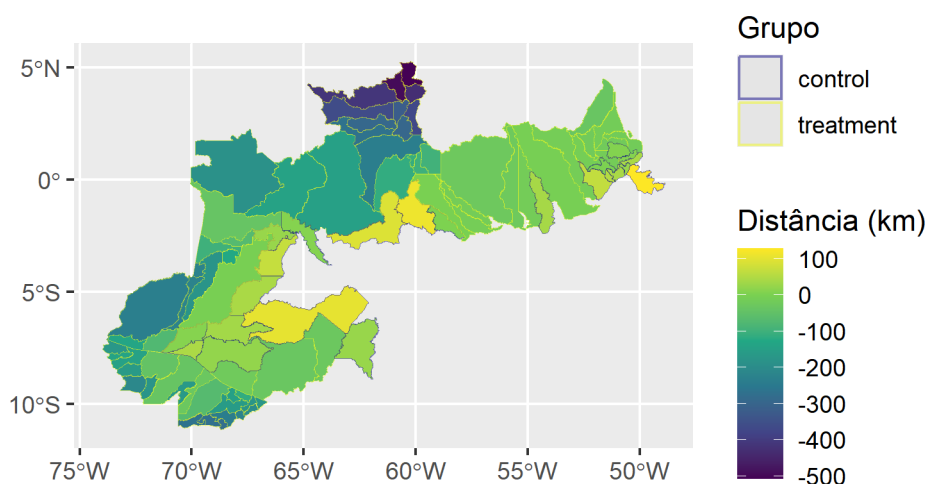 Grupo
control
treatment
Distância (km)
100
0
-100
-200
-300
-400
-500
5°N
0°
5°S
10°S
75°W 70°W 65°W 60°W 55°W 50°W